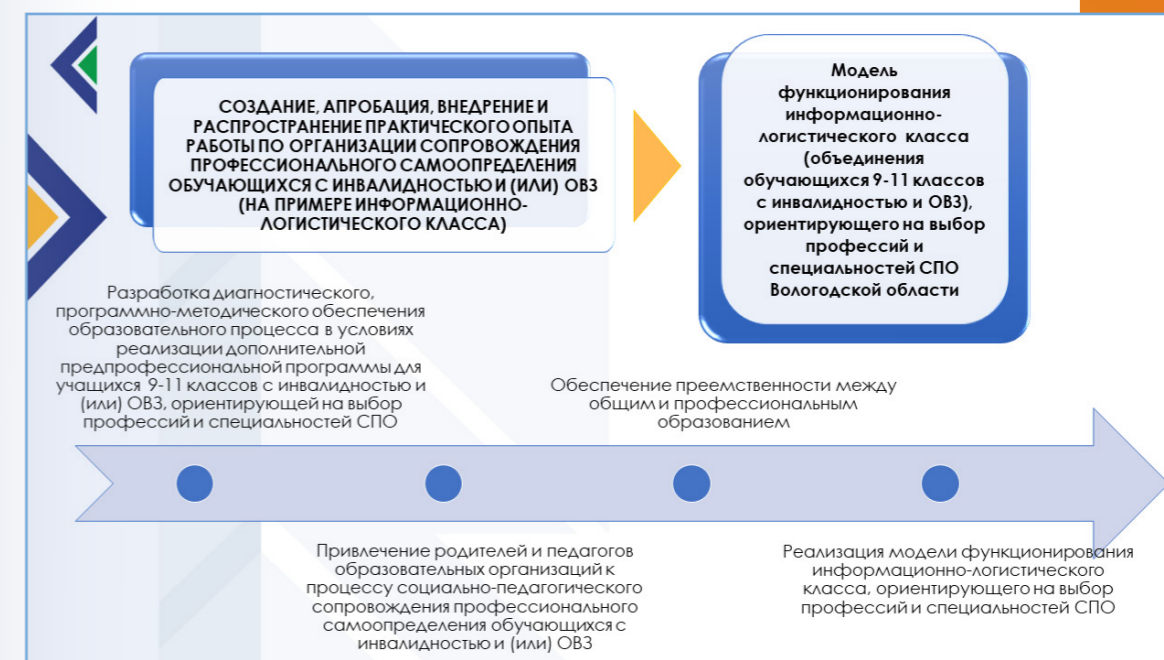 СОЗДАНИЕ, АПРОБАЦИЯ, ВНЕДРЕНИЕ И
РАСПРОСТРАНЕНИЕ ПРАКТИЧЕСКОГО ОПЫТА
РАБОТЫ ПО ОРГАНИЗАЦИИ СОПРОВОЖДЕНИЯ
ПРОФЕССИОНАЛЬНОГО САМООПРЕДЕЛЕНИЯ
ОБУЧАЮЩИХСЯ С ИНВАЛИДНОСТЬЮ И (ИЛИ) ОВЗ
(НА ПРИМЕРЕ ИНФОРМАЦИОННО-
ЛОГИСТИЧЕСКОГО КЛАССА)
Модель
функционирования
информационно-
логистического класса
(объединения
обучающихся 9-11 классов
с инвалидностью и ОВЗ),
ориентирующего на выбор
профессий и
специальностей СПО
Вологодской области
Разработка диагностического,
программно-методического обеспечения
образовательного процесса в условиях
реализации дополнительной
предпрофессиональной программы для
учащихся 9-11 классов с инвалидностью и
(или) ОВЗ, ориентирующей на выбор
профессий и специальностей СПО
Обеспечение преемственности между
общим и профессиональным
образованием
Привлечение родителей и педагогов
образовательных организаций к
процессу социально-педагогического
сопровождения профессионального
самоопределения обучающихся с
инвалидностью и (или) ОВЗ
Реализация модели функционирования
информационно-логистического
класса, ориентирующего на выбор
профессий и специальностей СПО